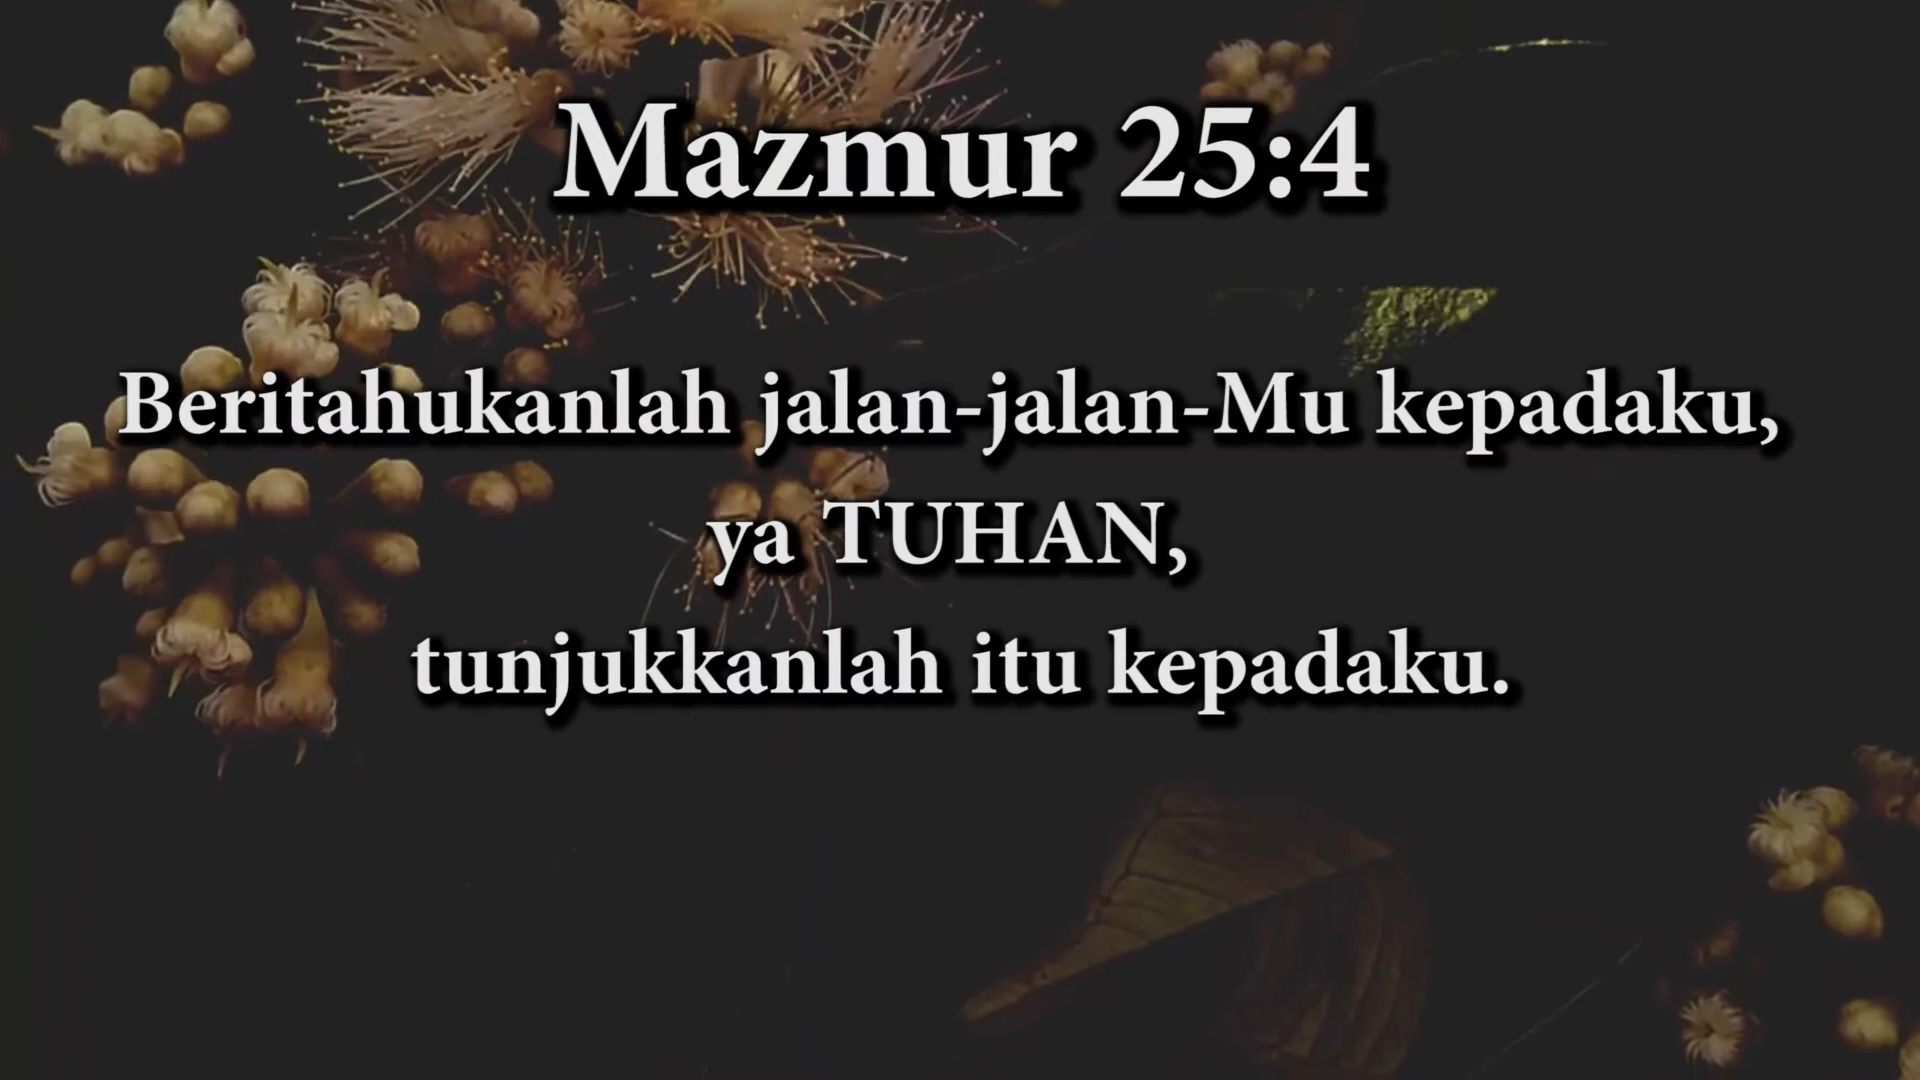 Mazmur 25:4
Beritahukanlah jalan-jalan-Mu kepadaku,
ya TUHAN,
tunjukkanlah itu kepadaku.